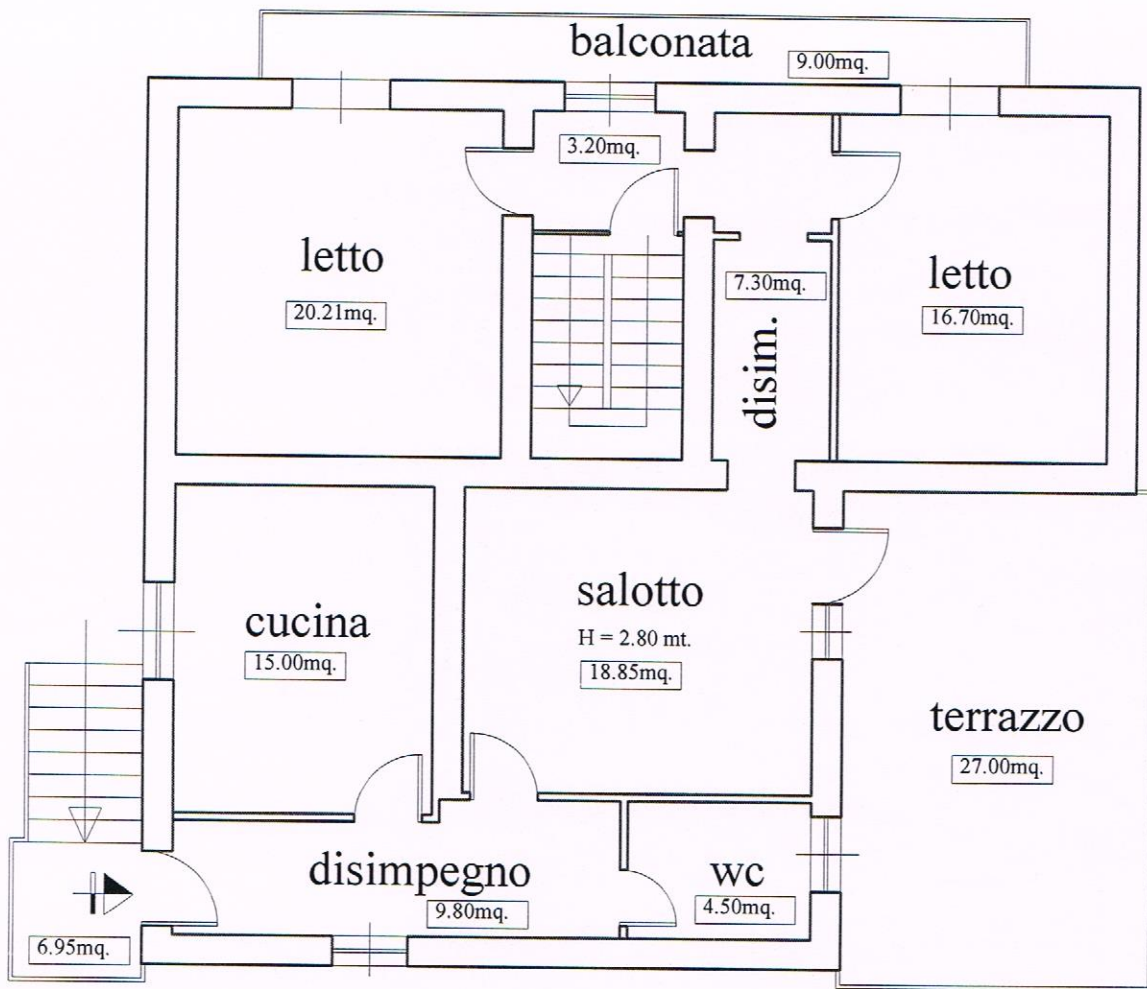 balconata
9.00mq.
3.20mq.
letto
20.21mq.
7.30mq.
disim.
letto
16.70mq.
cucina
15.00mq.
salotto
H = 2.80 mt.
18.85mq.
terrazzo
27.00mq.
disimpegno
9.80mq.
wc
4.50mq.
6.95mq.